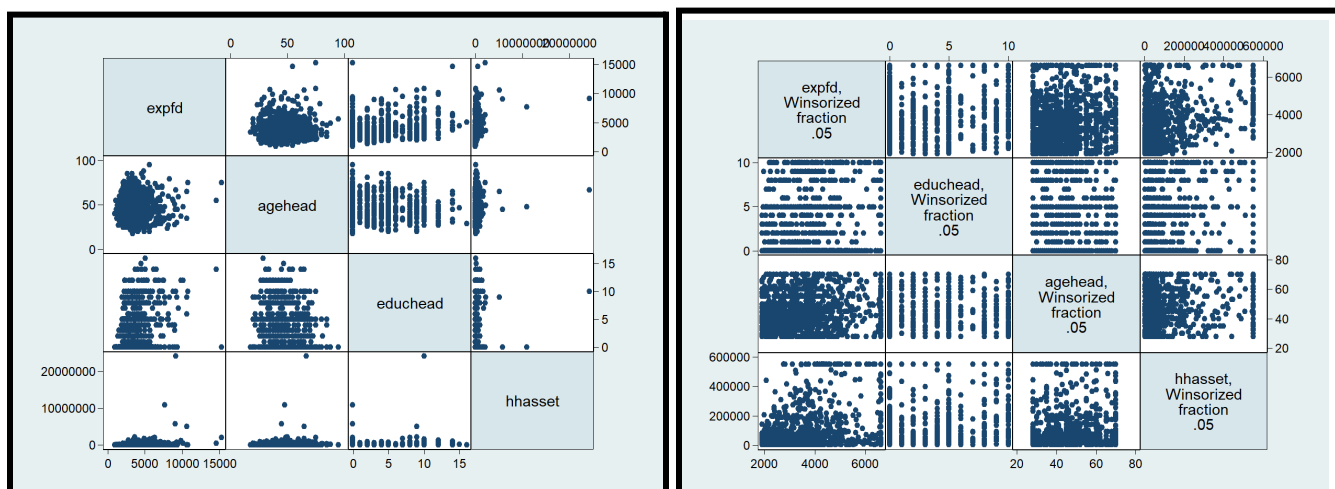 0 50 100
0 10000000 20000000
expfd
15000
10000
5000
0
100
50
0
agehead
educhead
15
10
5
0
20000000
10000000
0
hhasset
0 5000 10000 15000
0 5 10 15
0 5 10
0 200000 400000 600000
expfd,
Winsorized
fraction
.05
6000
4000
2000
10
5
0
educhead,
Winsorized
fraction
.05
agehead,
Winsorized
fraction
.05
80
60
40
20
600000
400000
200000
0
hhasset,
Winsorized
fraction
.05
2000 4000 6000
20 40 60 80